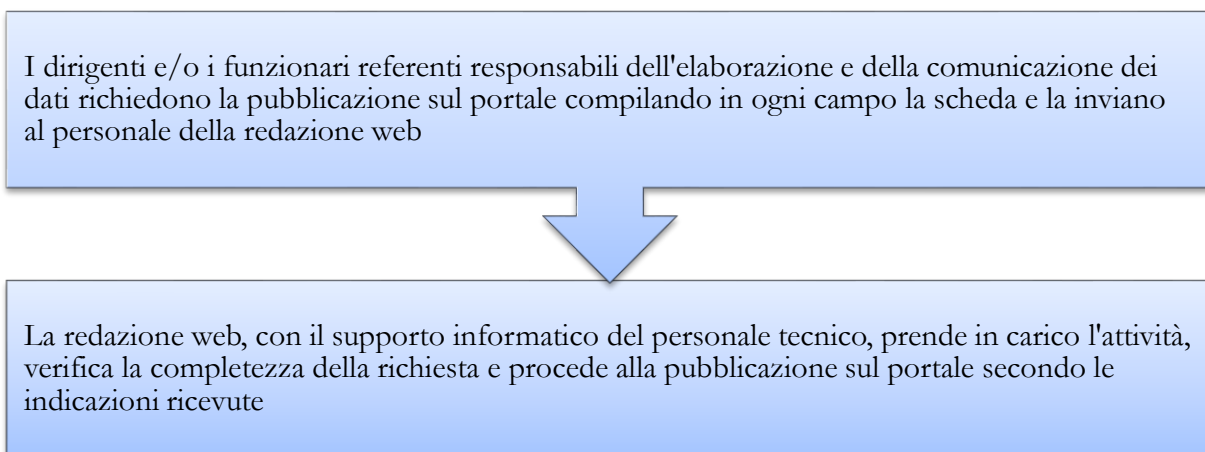 I dirigenti e/o i funzionari referenti responsabili dell'elaborazione e della comunicazione dei
dati richiedono la pubblicazione sul portale compilando in ogni campo la scheda e la inviano
al personale della redazione web
La redazione web, con il supporto informatico del personale tecnico, prende in carico l'attività,
verifica la completezza della richiesta e procede alla pubblicazione sul portale secondo le
indicazioni ricevute